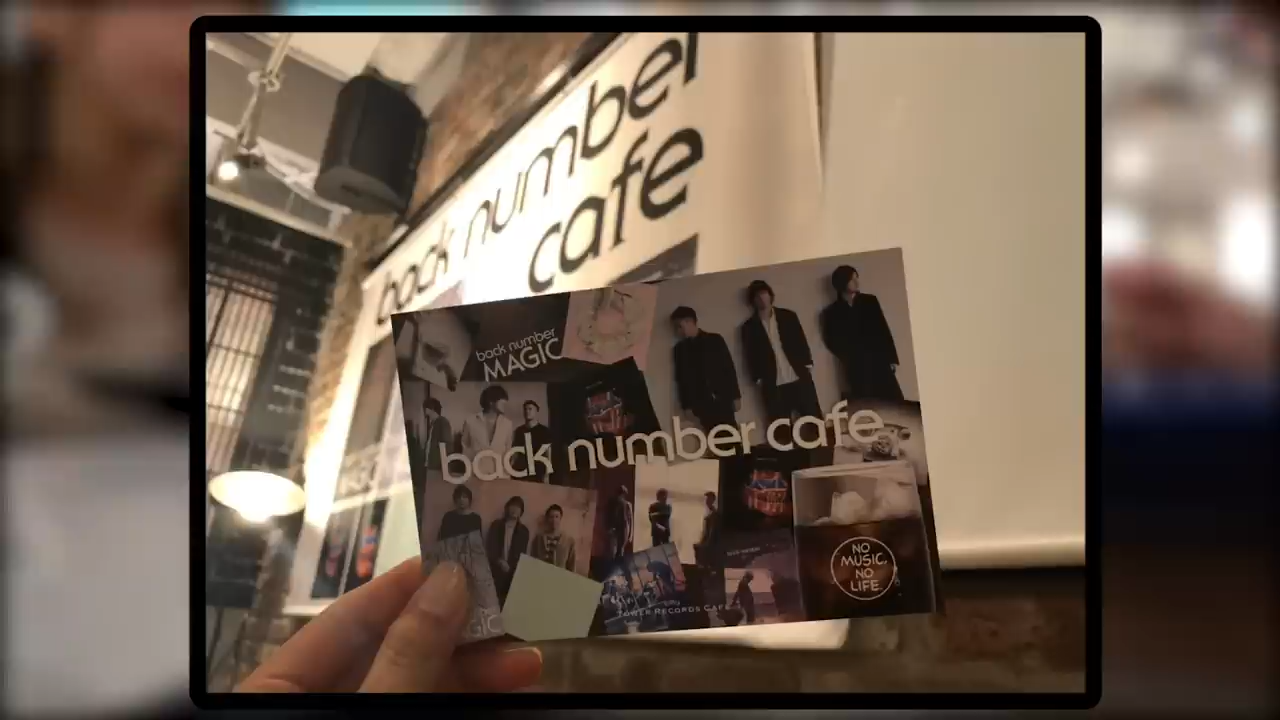 back number
cafe
back number
MAGIC
back number cafe
NO
MUSIC,
NO
LIFE.
TOWER RECORDS CAFE